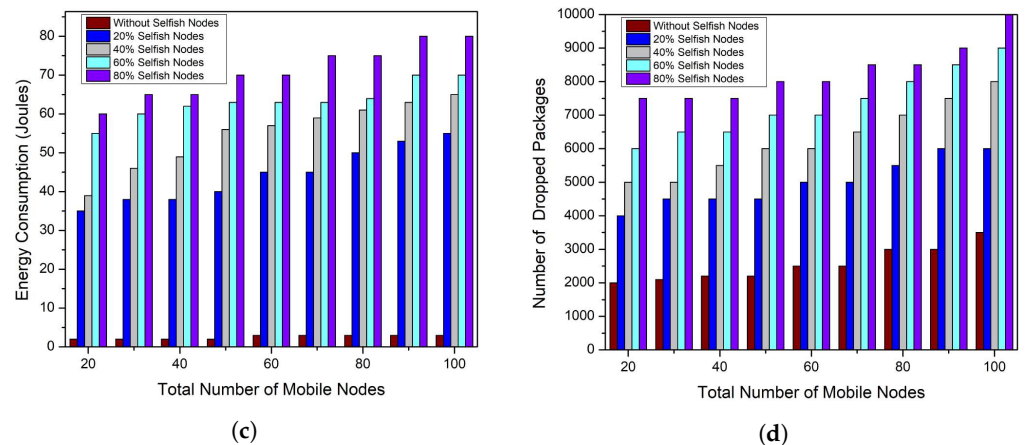 Without Selfish Nodes
20% Selfish Nodes
40% Selfish Nodes
60% Selfish Nodes
80% Selfish Nodes
80
70
60
50
40
30
20
10
0
Energy Consumption (Joules)
20
40
60
80
100
Total Number of Mobile Nodes
(c)
Without Selfish Nodes
20% Selfish Nodes
40% Selfish Nodes
60% Selfish Nodes
80% Selfish Nodes
10000
9000
8000
7000
6000
5000
4000
3000
2000
1000
0
Number of Dropped Packages
20
40
60
80
100
Total Number of Mobile Nodes
(d)